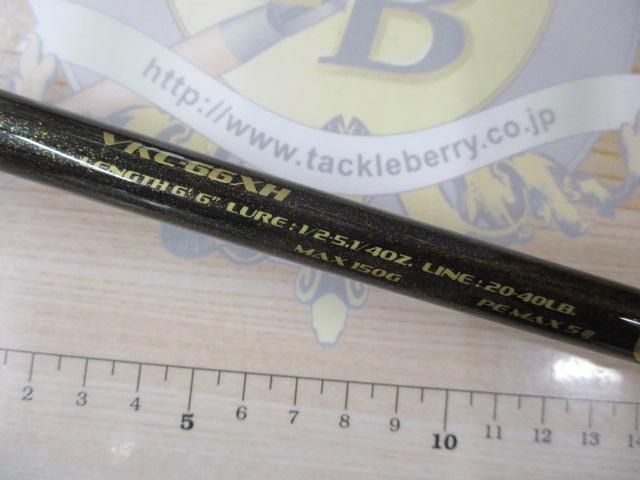 B
http://www.tackleberry.co.jp
VKC-66XH
LENGTH 6' 6" LURE : 1/2-5.1/4OZ. LINE : 20-40LB.
MAX 150G PE MAX 5号
2 3 4 5 6 7 8 9 10 11 12 13 14